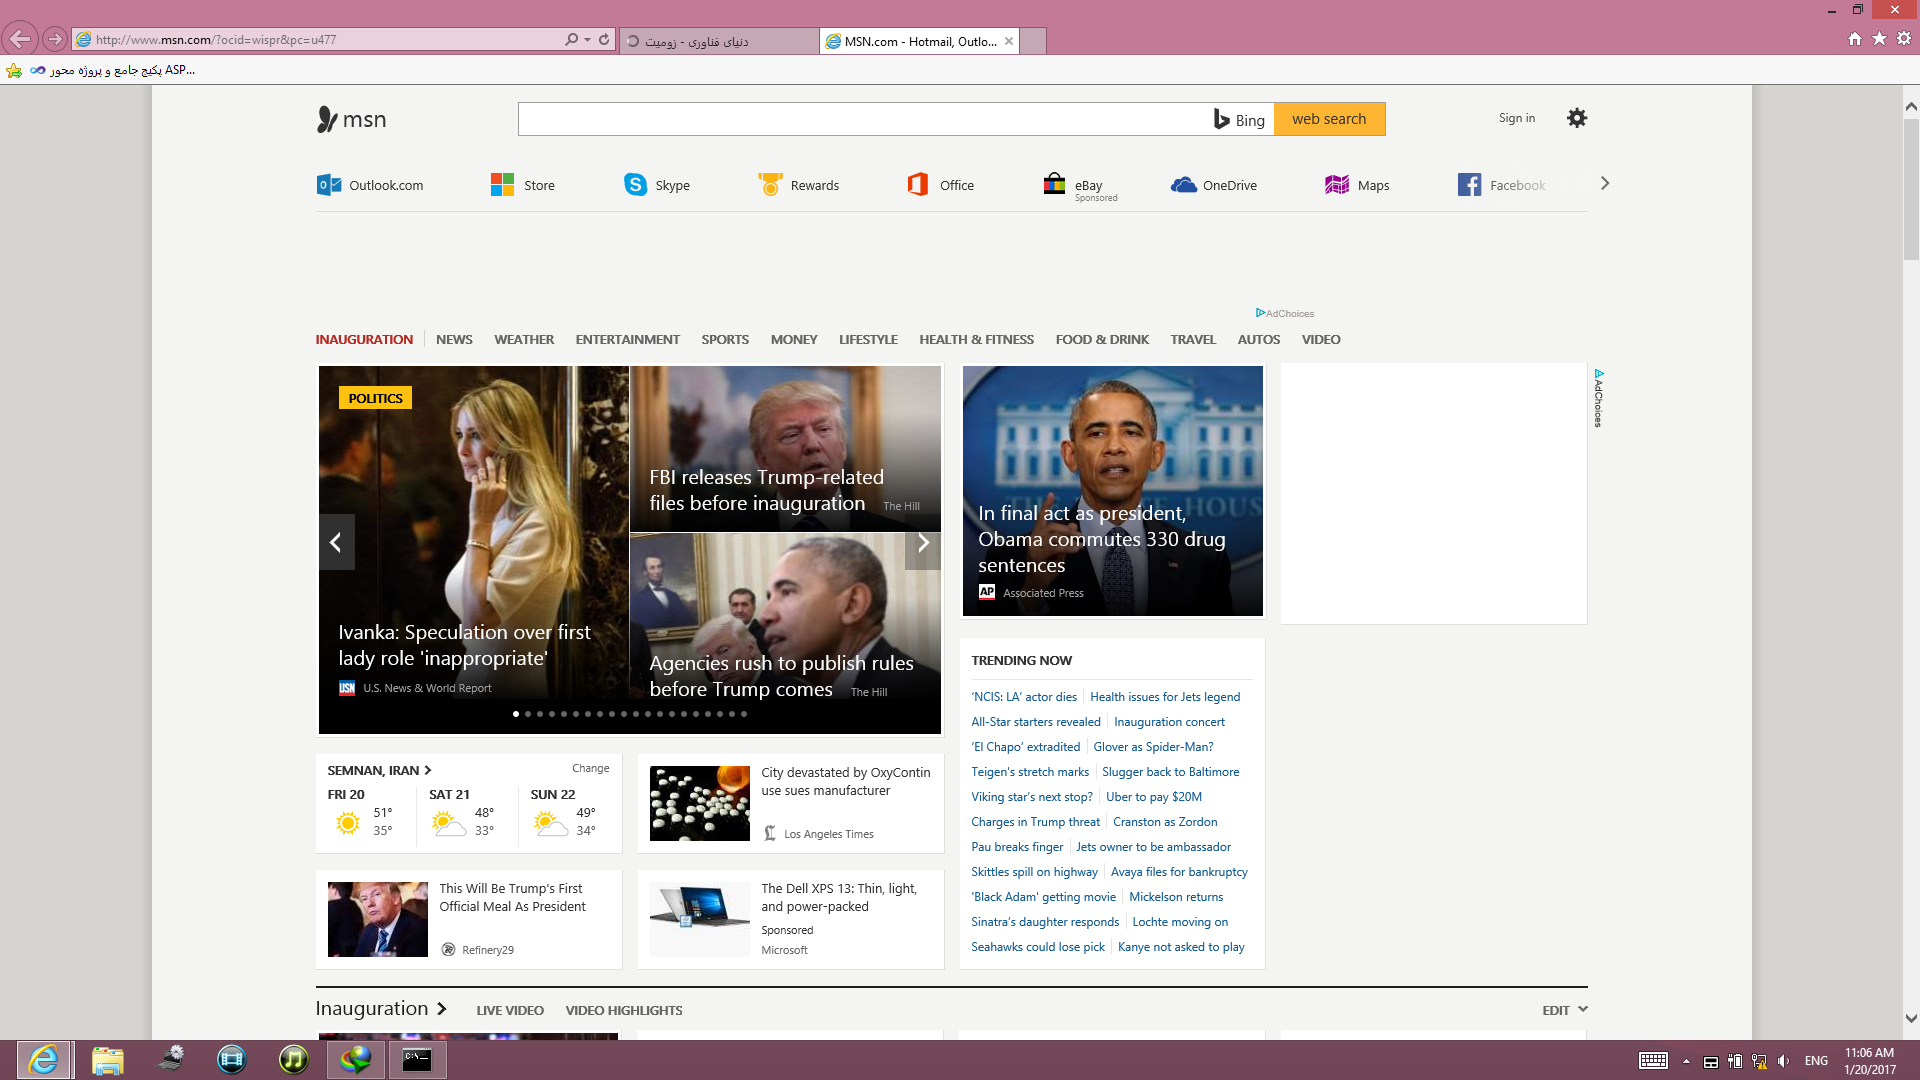 http://www.msn.com/?ocid=wispr&pc=u477
دنیای فناوری - زومیت
MSN.com - Hotmail, Outlo...
پکیج جامع و پروژه محور ASP...
msn
Bing
web search
Sign in
Outlook.com
Store
Skype
Rewards
Office
eBay
Sponsored
OneDrive
Maps
Facebook
AdChoices
INAUGURATION
NEWS
WEATHER
ENTERTAINMENT
SPORTS
MONEY
LIFESTYLE
HEALTH & FITNESS
FOOD & DRINK
TRAVEL
AUTOS
VIDEO
POLITICS
Ivanka: Speculation over first
lady role 'inappropriate'
USN U.S. News & World Report
FBI releases Trump-related
files before inauguration The Hill
Agencies rush to publish rules
before Trump comes The Hill
THE WHITE HOUSE
In final act as president,
Obama commutes 330 drug
sentences
AP Associated Press
AdChoices
TRENDING NOW
'NCIS: LA' actor dies Health issues for Jets legend
All-Star starters revealed Inauguration concert
'El Chapo' extradited Glover as Spider-Man?
Teigen's stretch marks Slugger back to Baltimore
Viking star's next stop? Uber to pay $20M
Charges in Trump threat Cranston as Zordon
Pau breaks finger Jets owner to be ambassador
Skittles spill on highway Avaya files for bankruptcy
'Black Adam' getting movie Mickelson returns
Sinatra's daughter responds Lochte moving on
Seahawks could lose pick Kanye not asked to play
SEMNAN, IRAN
Change
FRI 20 SAT 21 SUN 22
51° 48° 49°
35° 33° 34°
City devastated by OxyContin
use sues manufacturer
Los Angeles Times
This Will Be Trump's First
Official Meal As President
Refinery29
The Dell XPS 13: Thin, light,
and power-packed
Sponsored
Microsoft
Inauguration
LIVE VIDEO
VIDEO HIGHLIGHTS
EDIT
C:\_
ENG
11:06 AM
1/20/2017